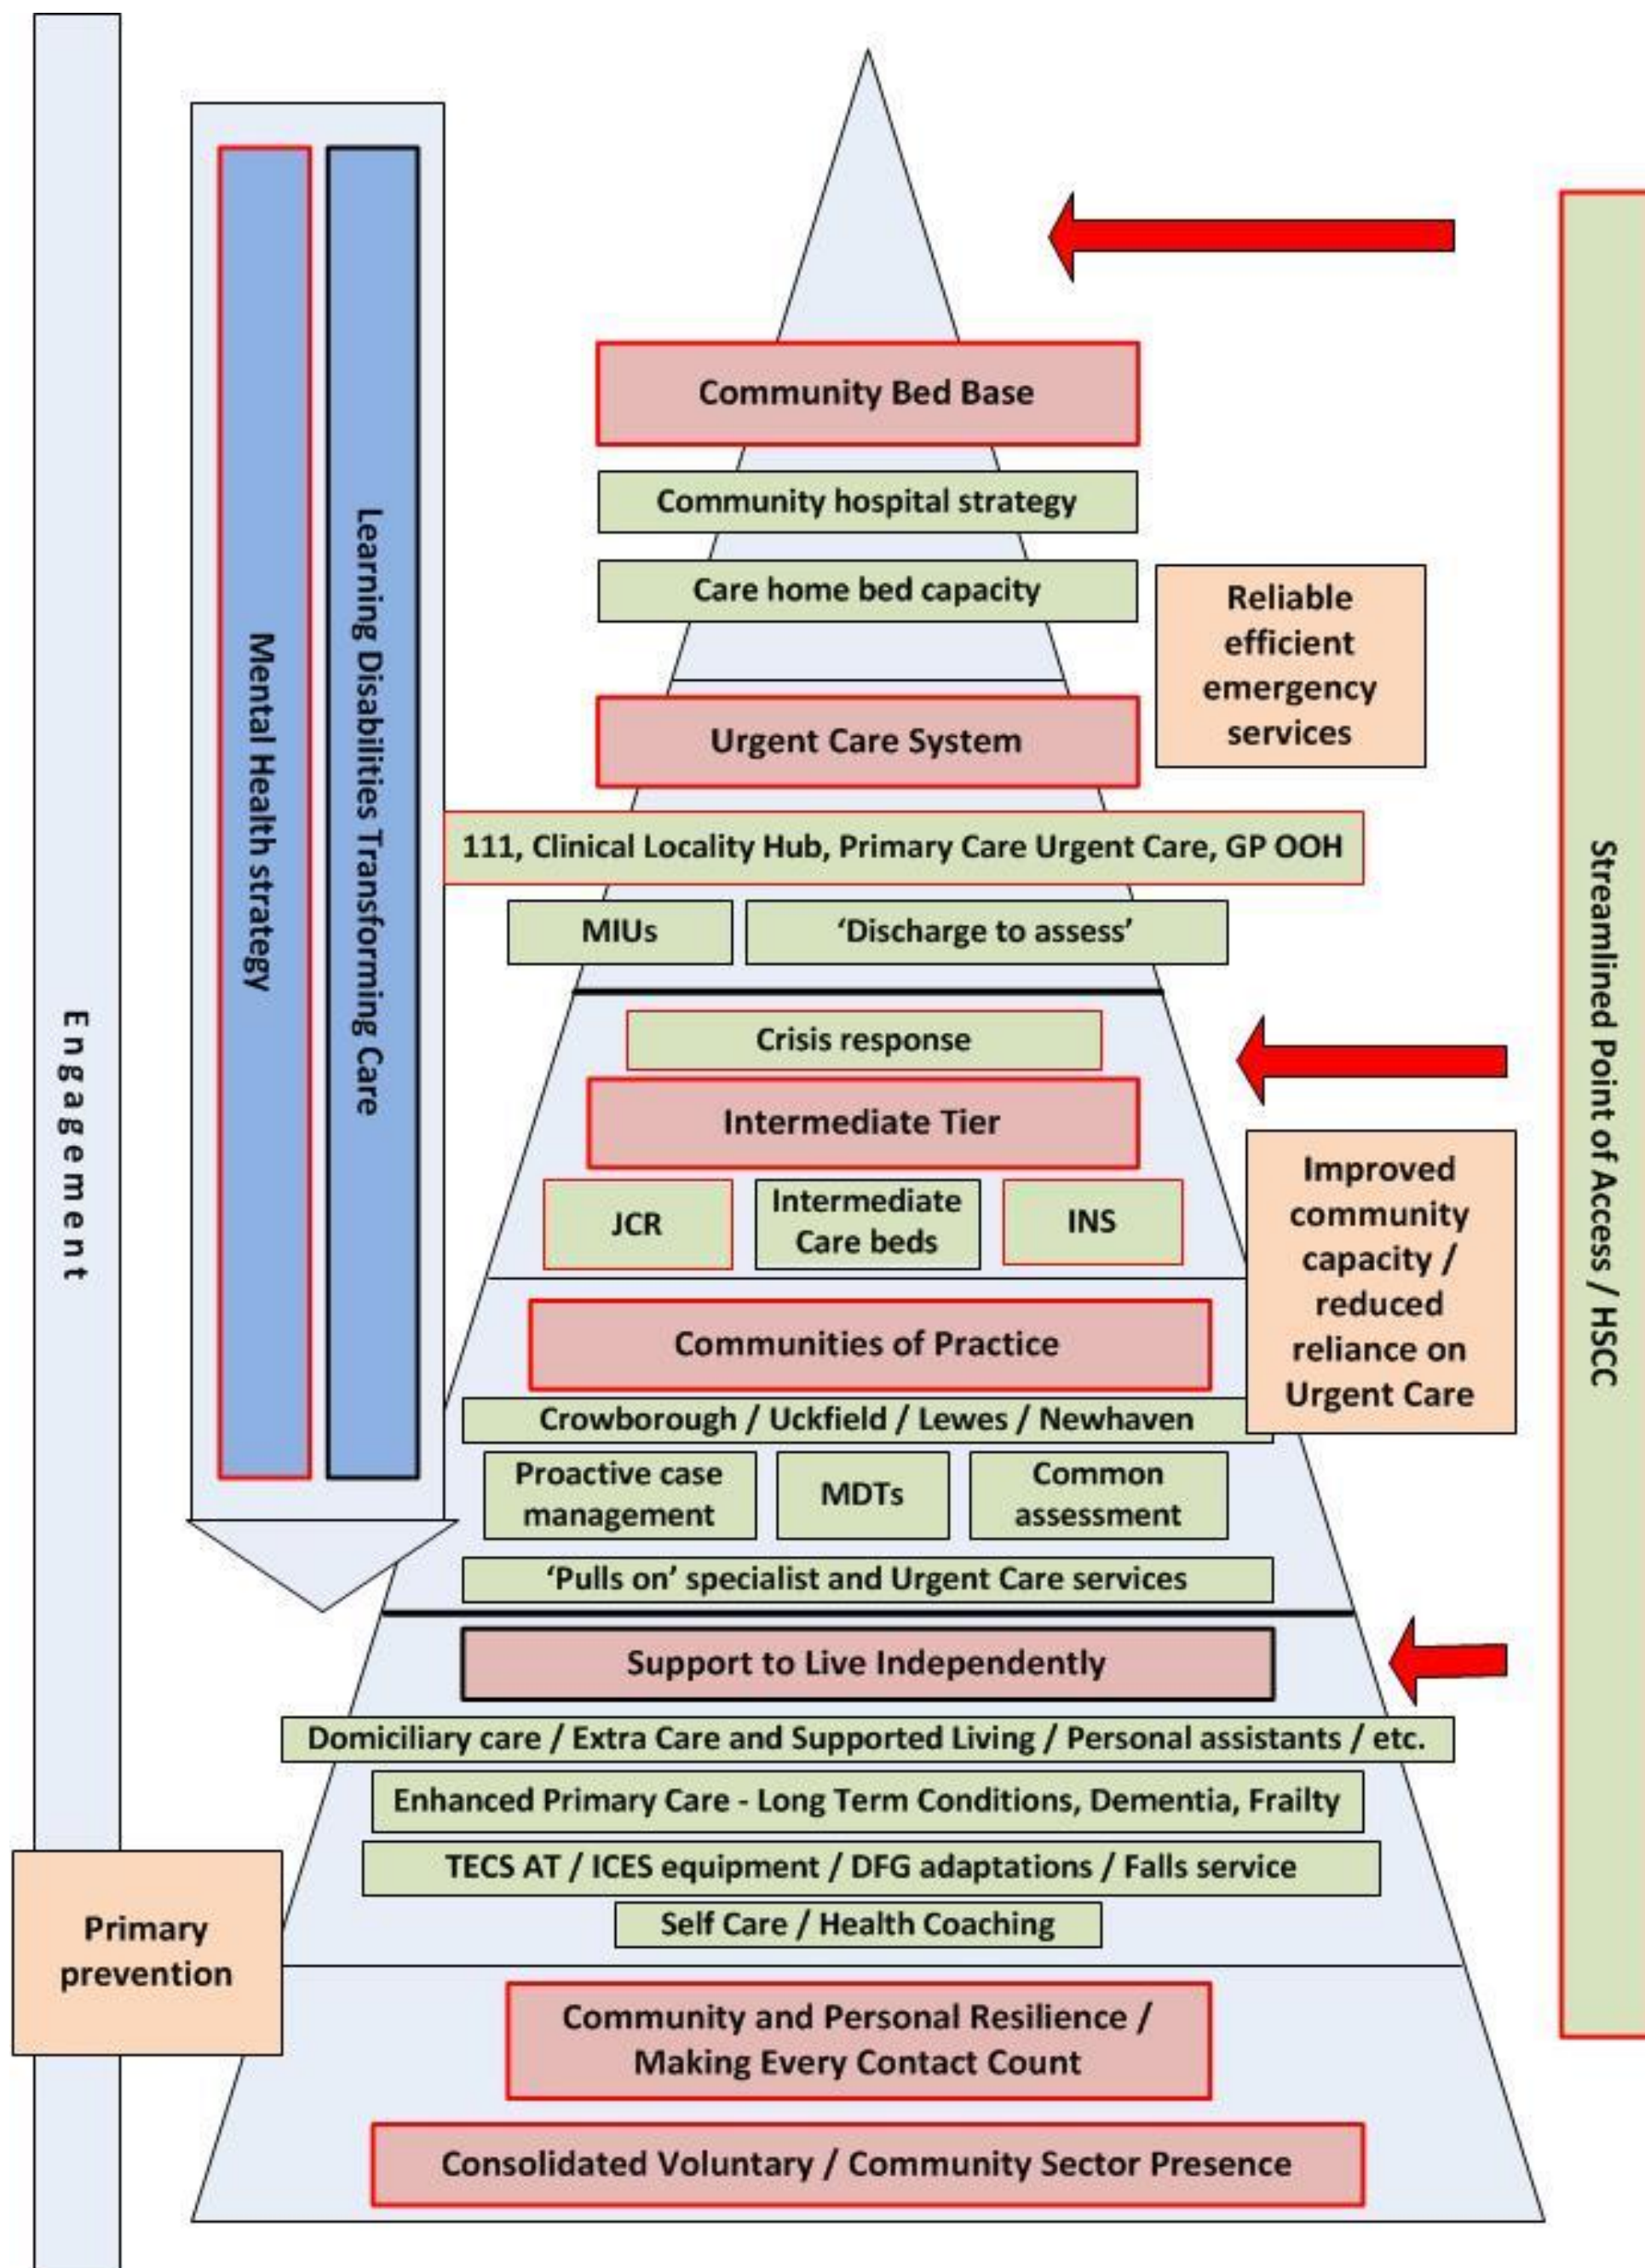 Engagement
Mental Health strategy
Learning Disabilities Transforming Care
Community Bed Base
Community hospital strategy
Care home bed capacity
Reliable
efficient
emergency
services
Urgent Care System
111, Clinical Locality Hub, Primary Care Urgent Care, GP OOH
MIUs
‘Discharge to assess’
Crisis response
Intermediate Tier
JCR
Intermediate
Care beds
INS
Improved
community
capacity /
reduced
reliance on
Urgent Care
Communities of Practice
Crowborough / Uckfield / Lewes / Newhaven
Proactive case
management
MDTs
Common
assessment
‘Pulls on’ specialist and Urgent Care services
Support to Live Independently
Domiciliary care / Extra Care and Supported Living / Personal assistants / etc.
Enhanced Primary Care - Long Term Conditions, Dementia, Frailty
TECS AT / ICES equipment / DFG adaptations / Falls service
Self Care / Health Coaching
Primary
prevention
Community and Personal Resilience /
Making Every Contact Count
Consolidated Voluntary / Community Sector Presence
Streamlined Point of Access / HSCC